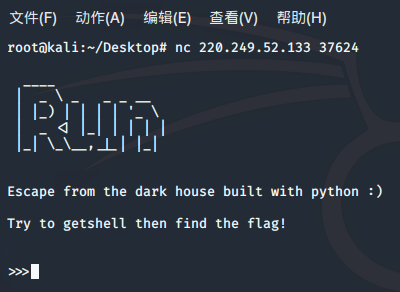 文件(F) 动作(A) 编辑(E) 查看(V) 帮助(H)
root@kali:~/Desktop# nc 220.249.52.133 37624
Run
Escape from the dark house built with python :)
Try to getshell then find the flag!
>>>